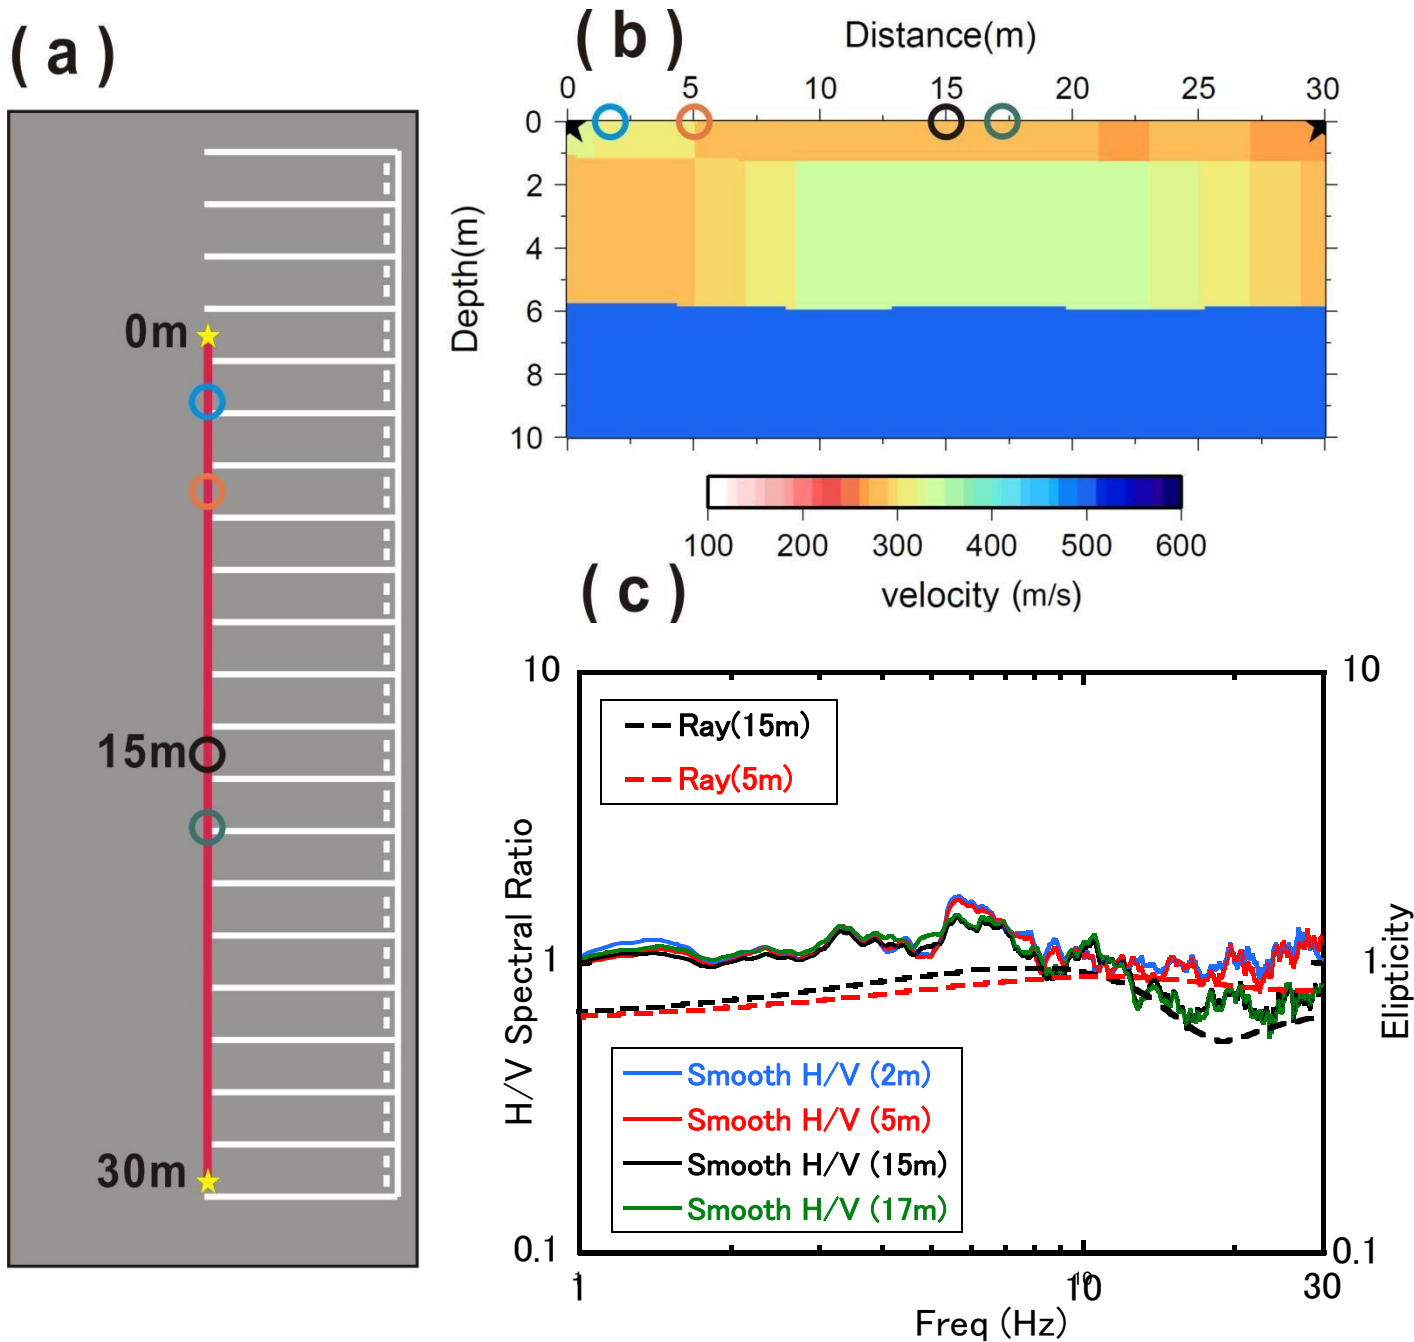 ( a )
0m
15m
30m
( b )
Distance(m)
0 5 10 15 20 25 30
Depth(m)
0
2
4
6
8
10
100 200 300 400 500 600
velocity (m/s)
( c )
10 10
Ray(15m)
Ray(5m)
H/V Spectral Ratio
1 1
Elipticity
Smooth H/V (2m)
Smooth H/V (5m)
Smooth H/V (15m)
Smooth H/V (17m)
0.1 0.1
1 10 10 30
Freq (Hz)